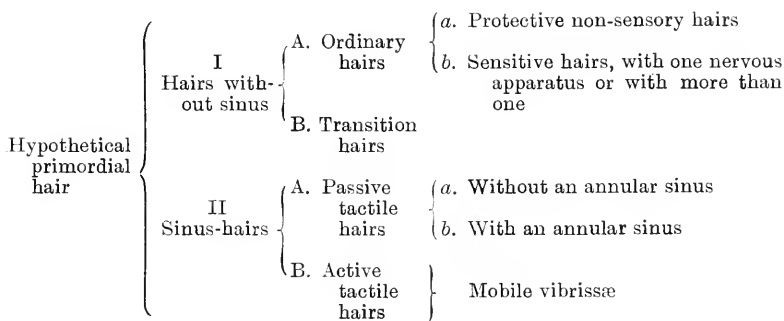 Hypothetical
primordial
hair
I
Hairs with-
out sinus
A. Ordinary
hairs
a. Protective non-sensory hairs
b. Sensitive hairs, with one nervous
apparatus or with more than
one
B. Transition
hairs
II
Sinus-hairs
A. Passive
tactile
hairs
a. Without an annular sinus
b. With an annular sinus
B. Active
tactile
hairs
Mobile vibrissæ